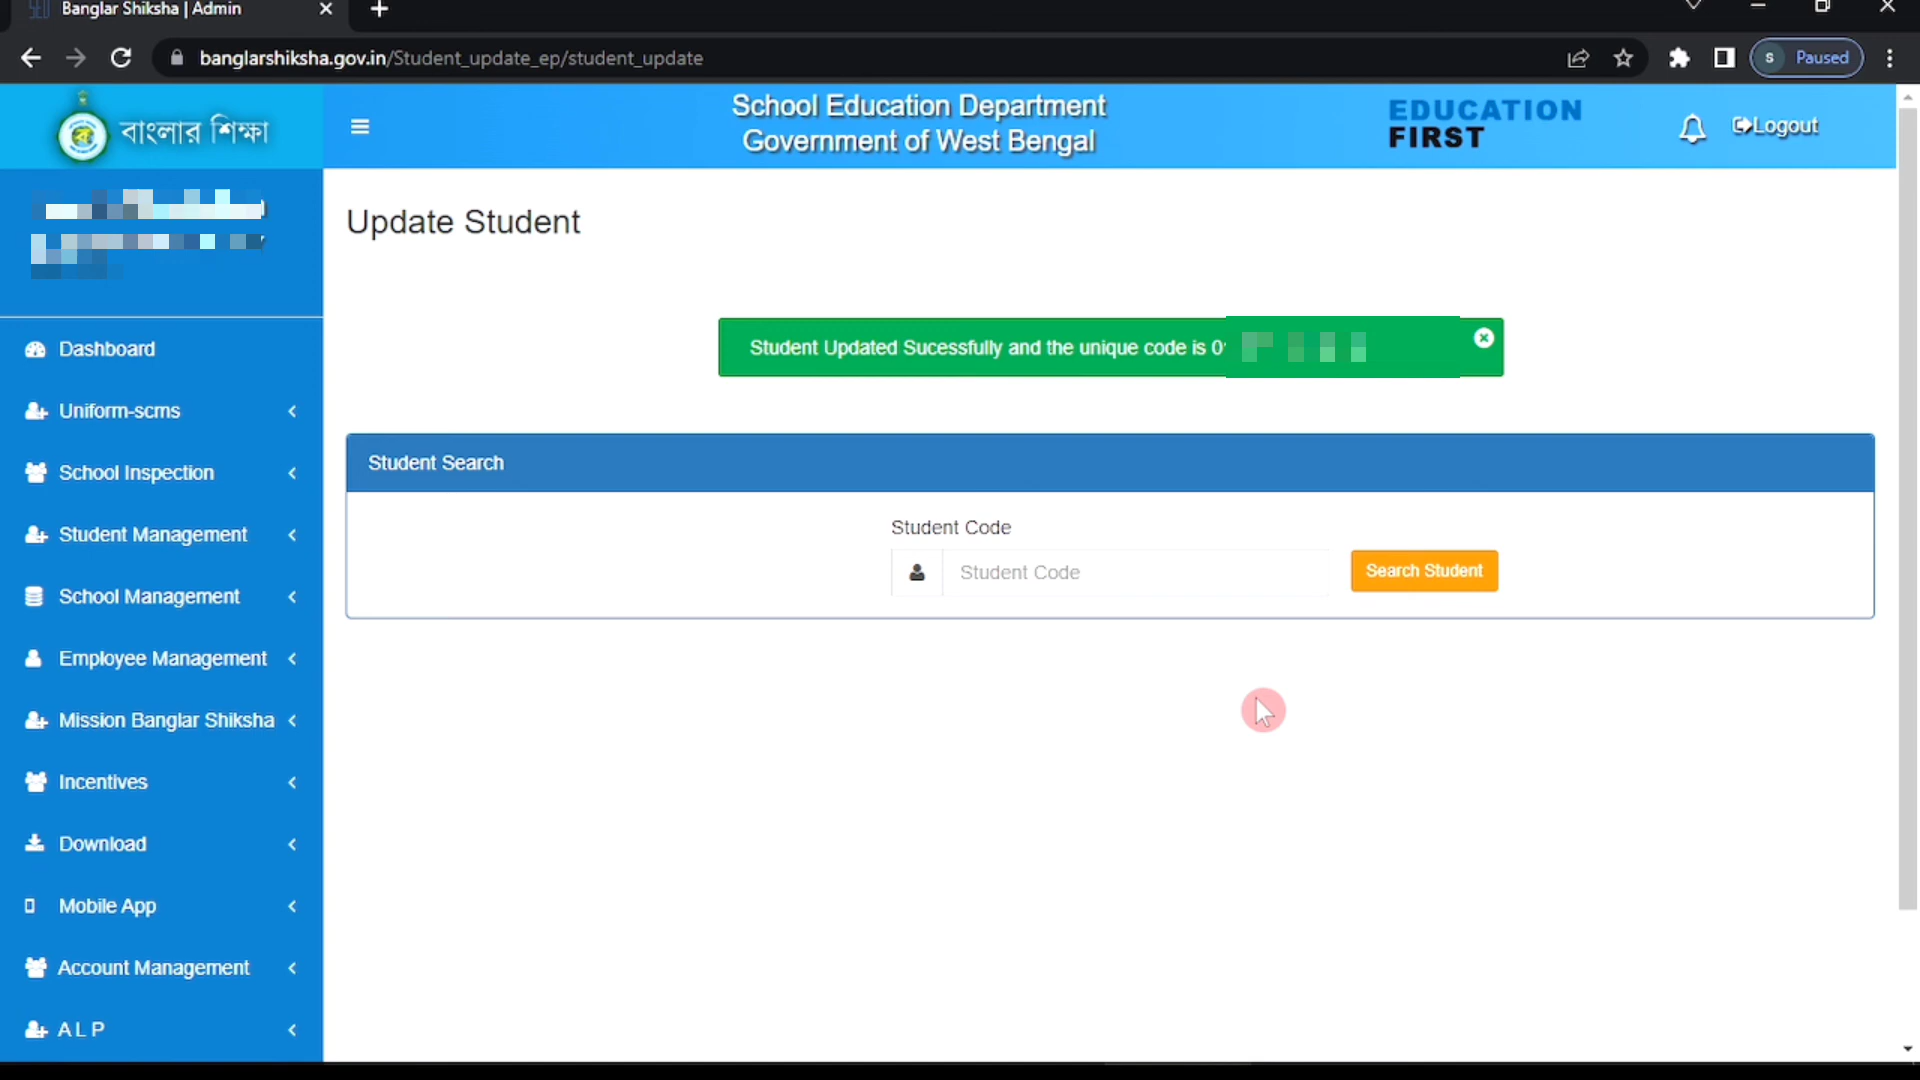 Banglar Shiksha | Admin
banglarshiksha.gov.in/Student_update_ep/student_update
S Paused
বাংলার শিক্ষা
School Education Department
Government of West Bengal
EDUCATION
FIRST
Logout
Update Student
Student Updated Sucessfully and the unique code is 0
Dashboard
Uniform-scms
School Inspection
Student Management
School Management
Employee Management
Mission Banglar Shiksha
Incentives
Download
Mobile App
Account Management
A L P
Student Search
Student Code
Student Code
Search Student